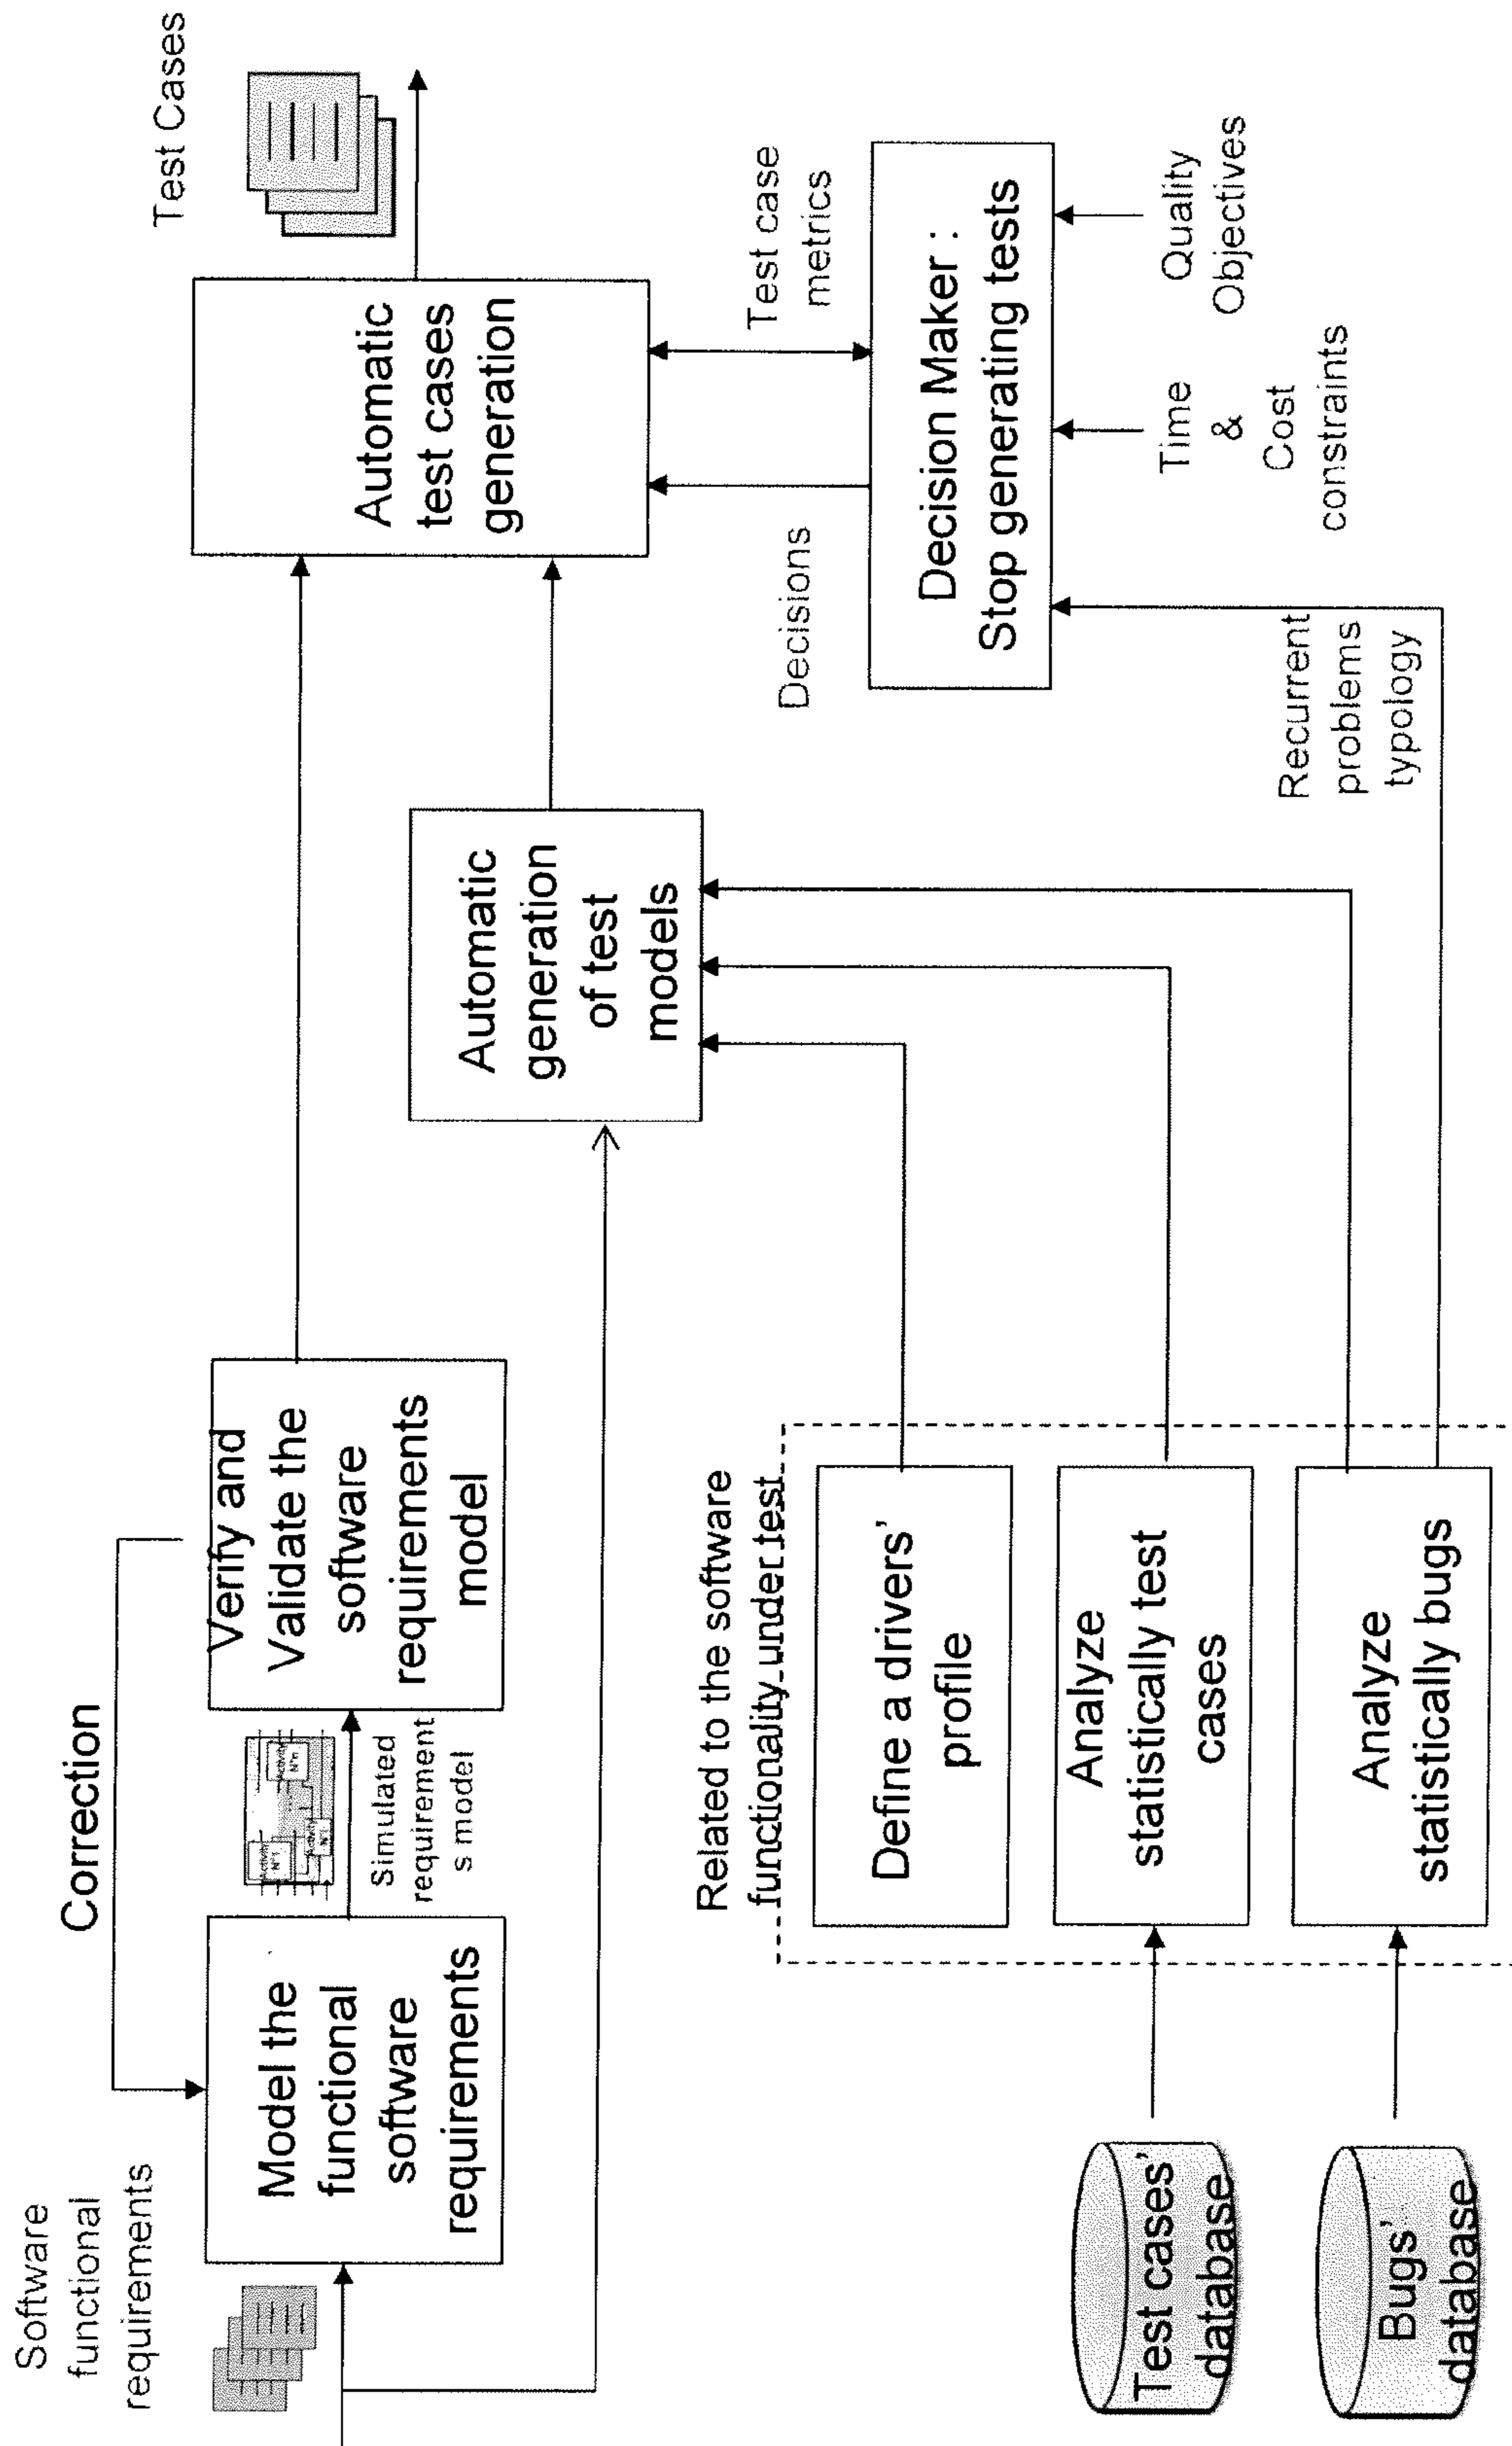 Software
functional
requirements
Correction
Model the
functional
software
requirements
Simulated
requirement
s model
Verify and
Validate the
software
requirements
model
Automatic
test cases
generation
Test Cases
Automatic
generation
of test
models
Decisions
Test case
metrics
Decision Maker :
Stop generating tests
Recurrent
problems
typology
Time
&
Cost
constraints
Quality
Objectives
Related to the software
functionality under test
Define a drivers’
profile
Test cases’
database
Analyze
statistically test
cases
Bugs’
database
Analyze
statistically bugs